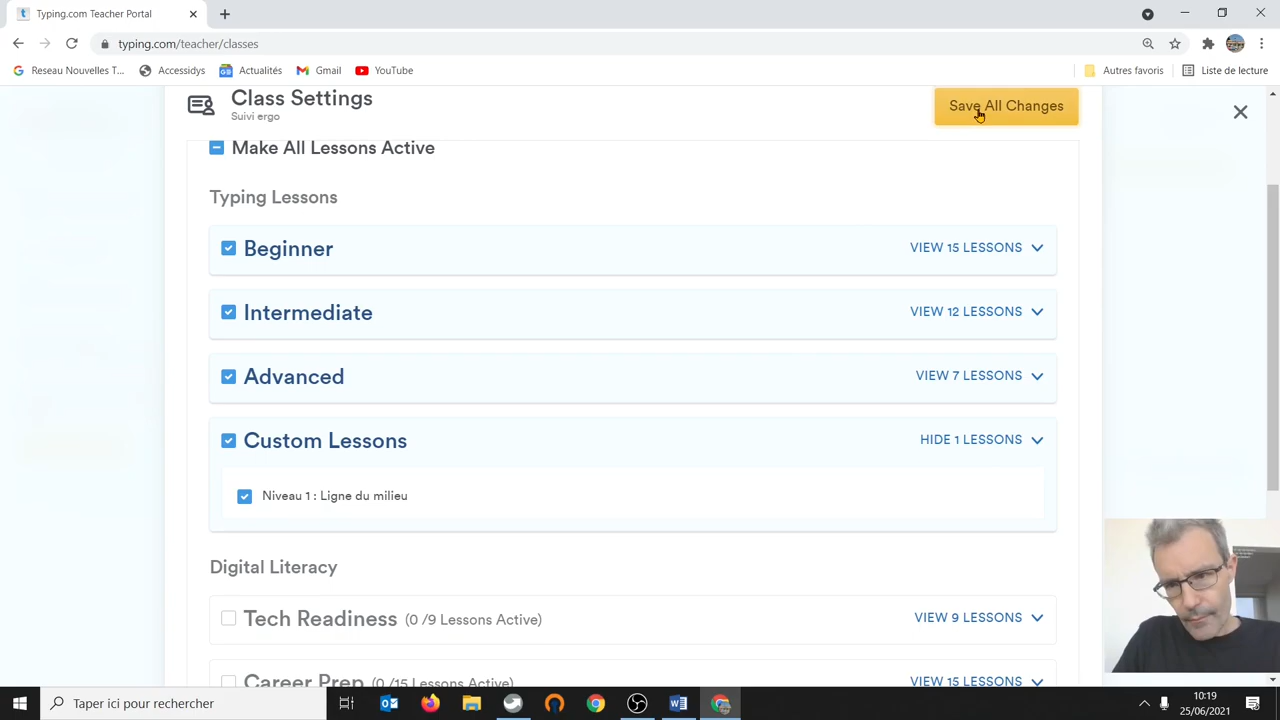 Typing.com Teacher Portal
typing.com/teacher/classes
Reseau Nouvelles T...
Accessidys
Actualités
Gmail
YouTube
Autres favoris
Liste de lecture
Class Settings
Suivi ergo
Save All Changes
Make All Lessons Active
Typing Lessons
Beginner
VIEW 15 LESSONS
Intermediate
VIEW 12 LESSONS
Advanced
VIEW 7 LESSONS
Custom Lessons
HIDE 1 LESSONS
Niveau 1 : Ligne du milieu
Digital Literacy
Tech Readiness (0 /9 Lessons Active)
VIEW 9 LESSONS
Career Prep (0 /15 Lessons Active)
VIEW 15 LESSONS
Taper ici pour rechercher
10:19
25/06/2021